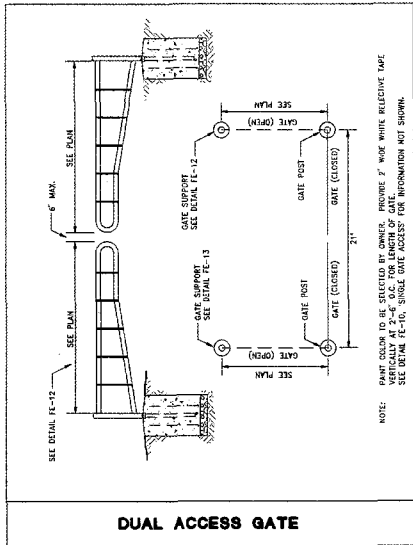 SEE DETAIL FE-12
SEE PLAN
6" MAX.
SEE PLAN
GATE SUPPORT
SEE DETAIL FE-13
GATE SUPPORT
SEE DETAIL FE-12
SEE PLAN
GATE (OPEN)
GATE (OPEN)
SEE PLAN
GATE POST
GATE POST
GATE (CLOSED)
GATE (CLOSED)
NOTE:
PAINT COLOR TO BE SELECTED BY OWNER. PROVIDE 2" WIDE WHITE RELECTIVE TAPE
VERTICALLY AT 2'-6" O.C. FOR LENGTH OF GATE.
SEE DETAIL FE-10, "SINGLE GATE ACCESS" FOR INFORMATION NOT SHOWN.
DUAL ACCESS GATE